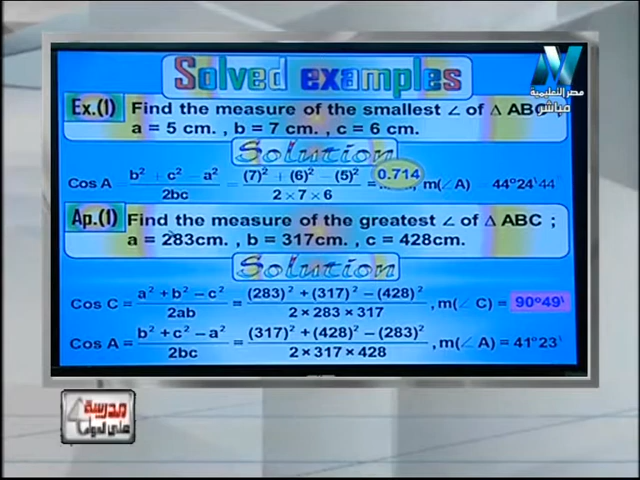 Solved examples
مصر التعليمية
مباشر
Ex.(1) Find the measure of the smallest ∠ of Δ ABC
a = 5 cm. , b = 7 cm. , c = 6 cm.
Solution
Cos A = (b² + c² − a²) / 2bc = ((7)² + (6)² − (5)²) / (2 × 7 × 6) = 0.714 m(∠A) = 44°24\44
Ap.(1) Find the measure of the greatest ∠ of Δ ABC ;
a = 283cm. , b = 317cm. , c = 428cm.
Solution
Cos C = (a² + b² − c²) / 2ab = ((283)² + (317)² − (428)²) / (2 × 283 × 317) , m(∠C) = 90°49\
Cos A = (b² + c² − a²) / 2bc = ((317)² + (428)² − (283)²) / (2 × 317 × 428) , m(∠A) = 41°23\
مدرسة
على الهواء